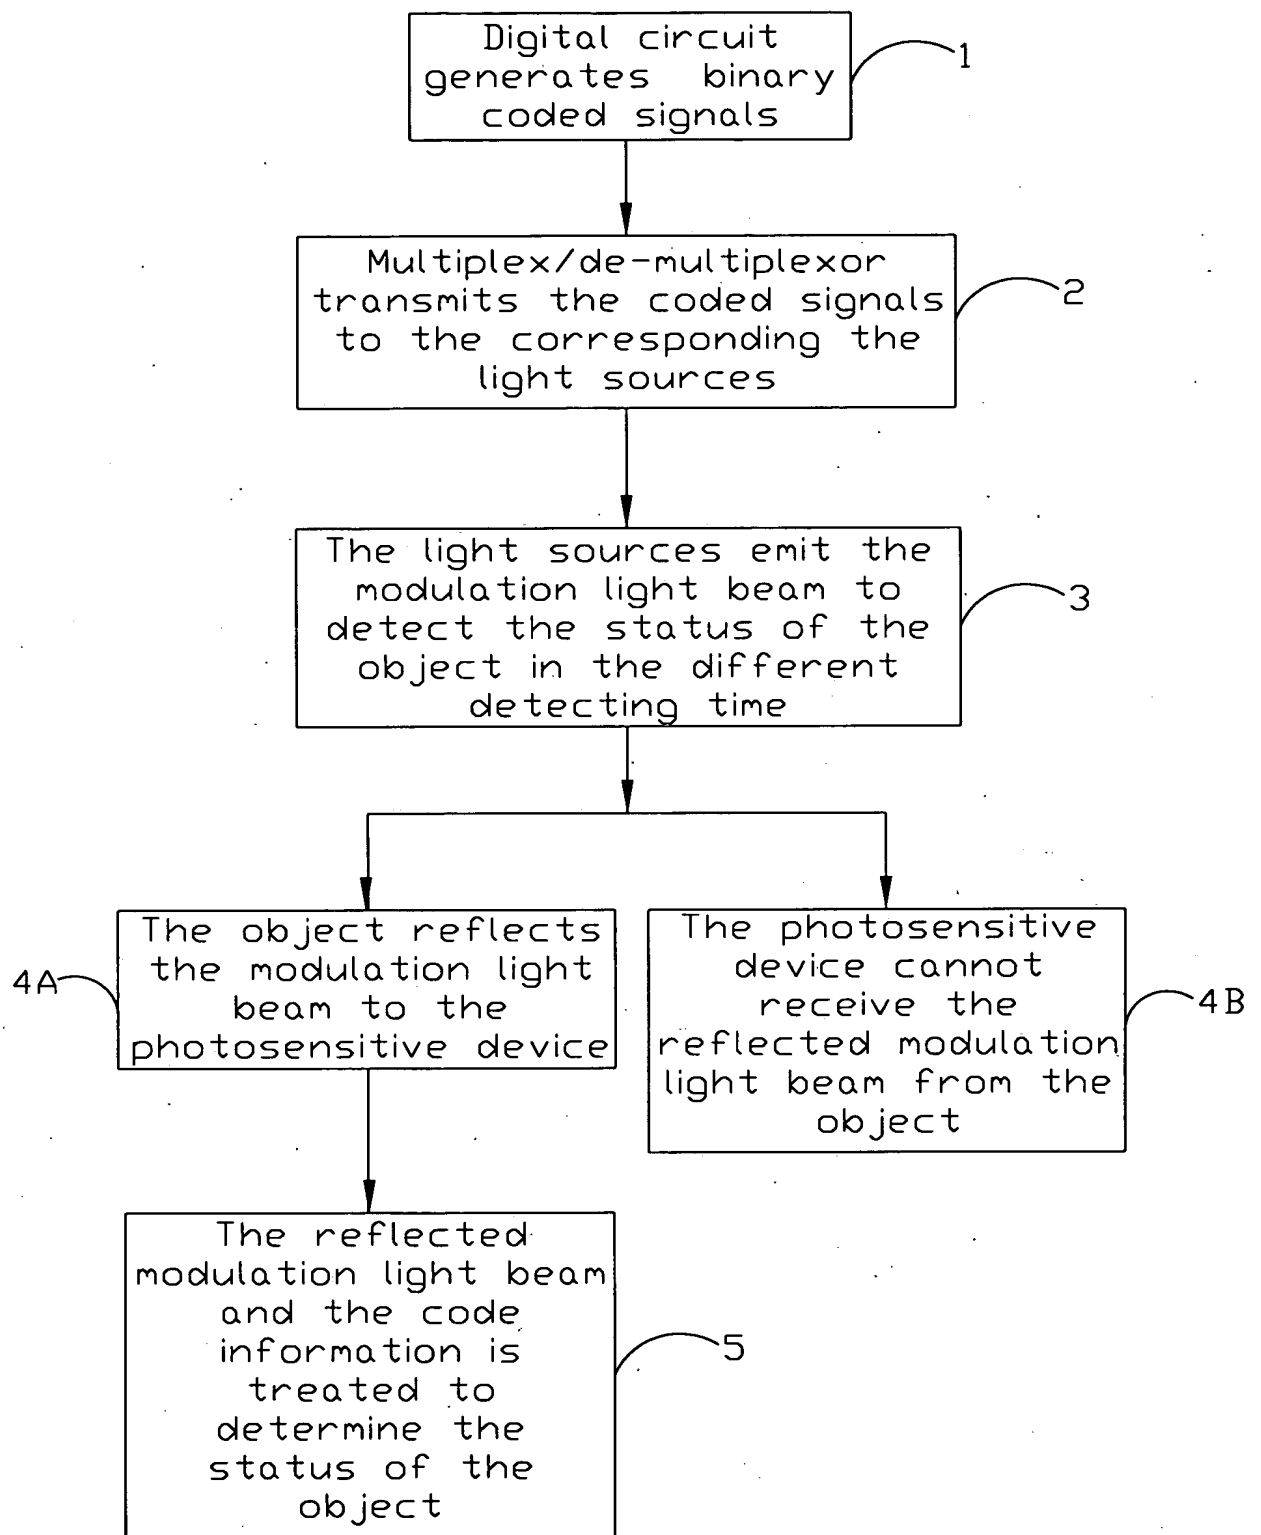 Digital circuit
generates binary
coded signals
1
Multiplex/de-multiplexor
transmits the coded signals
to the corresponding the
light sources
2
The light sources emit the
modulation light beam to
detect the status of the
object in the different
detecting time
3
The object reflects
the modulation light
beam to the
photosensitive device
4A
The photosensitive
device cannot
receive the
reflected modulation
light beam from the
object
4B
The reflected
modulation light beam
and the code
information is
treated to
determine the
status of the
object
5